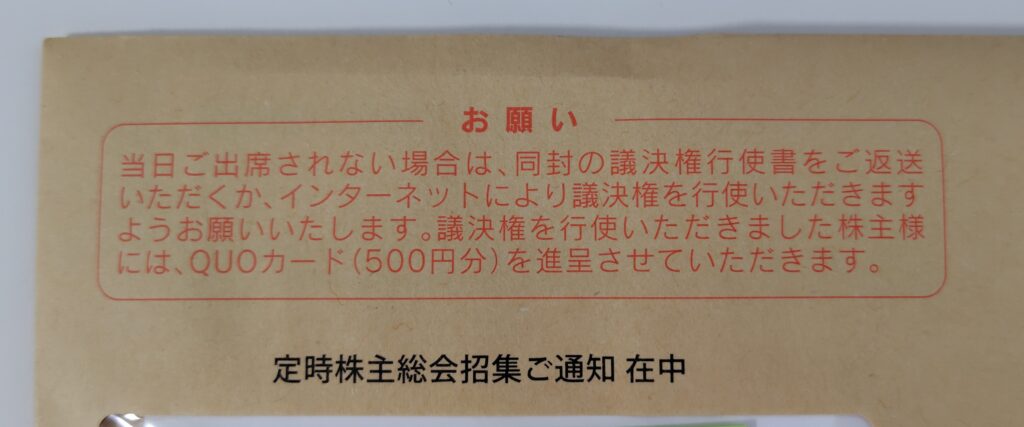 お願い
当日ご出席されない場合は、同封の議決権行使書をご返送
いただくか、インターネットにより議決権を行使いただきます
ようお願いいたします。議決権を行使いただきました株主様
には、QUOカード(500円分)を進呈させていただきます。
定時株主総会招集ご通知 在中